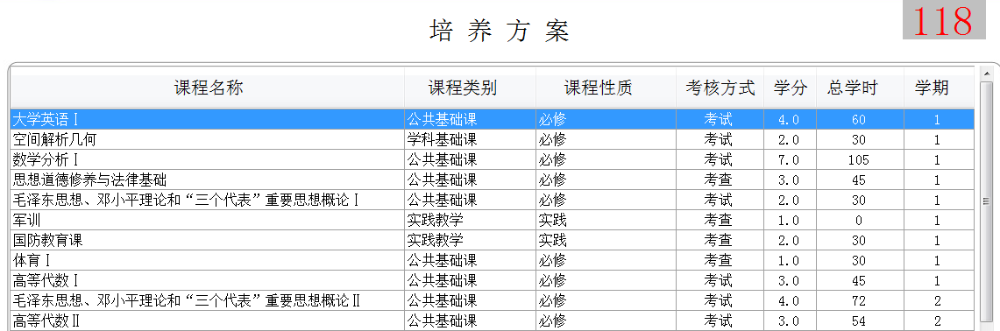 培 养 方 案
118
课程名称 课程类别 课程性质 考核方式 学分 总学时 学期
大学英语Ⅰ 公共基础课 必修 考试 4.0 60 1
空间解析几何 学科基础课 必修 考试 2.0 30 1
数学分析Ⅰ 公共基础课 必修 考试 7.0 105 1
思想道德修养与法律基础 公共基础课 必修 考查 3.0 45 1
毛泽东思想、邓小平理论和“三个代表”重要思想概论Ⅰ 公共基础课 必修 考试 2.0 30 1
军训 实践教学 实践 考查 1.0 0 1
国防教育课 实践教学 实践 考查 2.0 30 1
体育Ⅰ 公共基础课 必修 考查 1.0 30 1
高等代数Ⅰ 公共基础课 必修 考试 3.0 45 1
毛泽东思想、邓小平理论和“三个代表”重要思想概论Ⅱ 公共基础课 必修 考试 4.0 72 2
高等代数Ⅱ 公共基础课 必修 考试 3.0 54 2